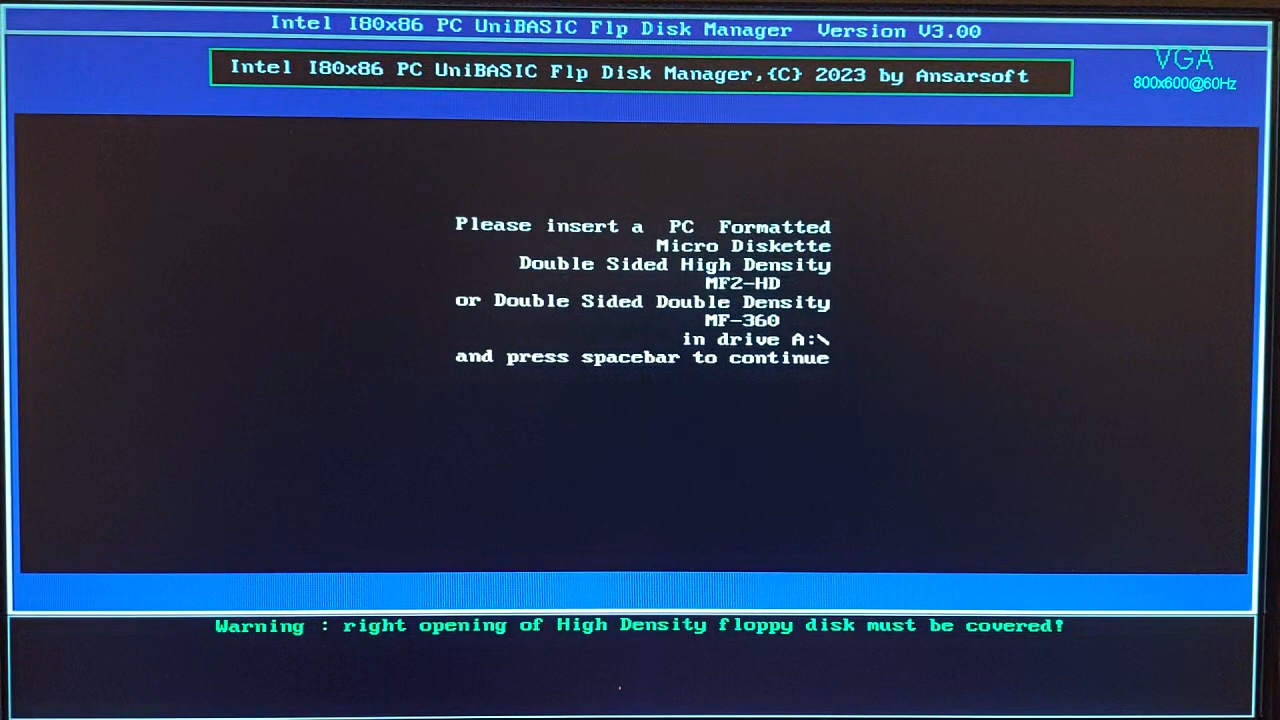 Intel I80x86 PC UniBASIC Flp Disk Manager Version V3.00
Intel I80x86 PC UniBASIC Flp Disk Manager,{C} 2023 by Ansarsoft
VGA
800x600@60Hz
Please insert a PC Formatted
Micro Diskette
Double Sided High Density
MF2-HD
or Double Sided Double Density
MF-360
in drive A:\
and press spacebar to continue
Warning : right opening of High Density floppy disk must be covered!